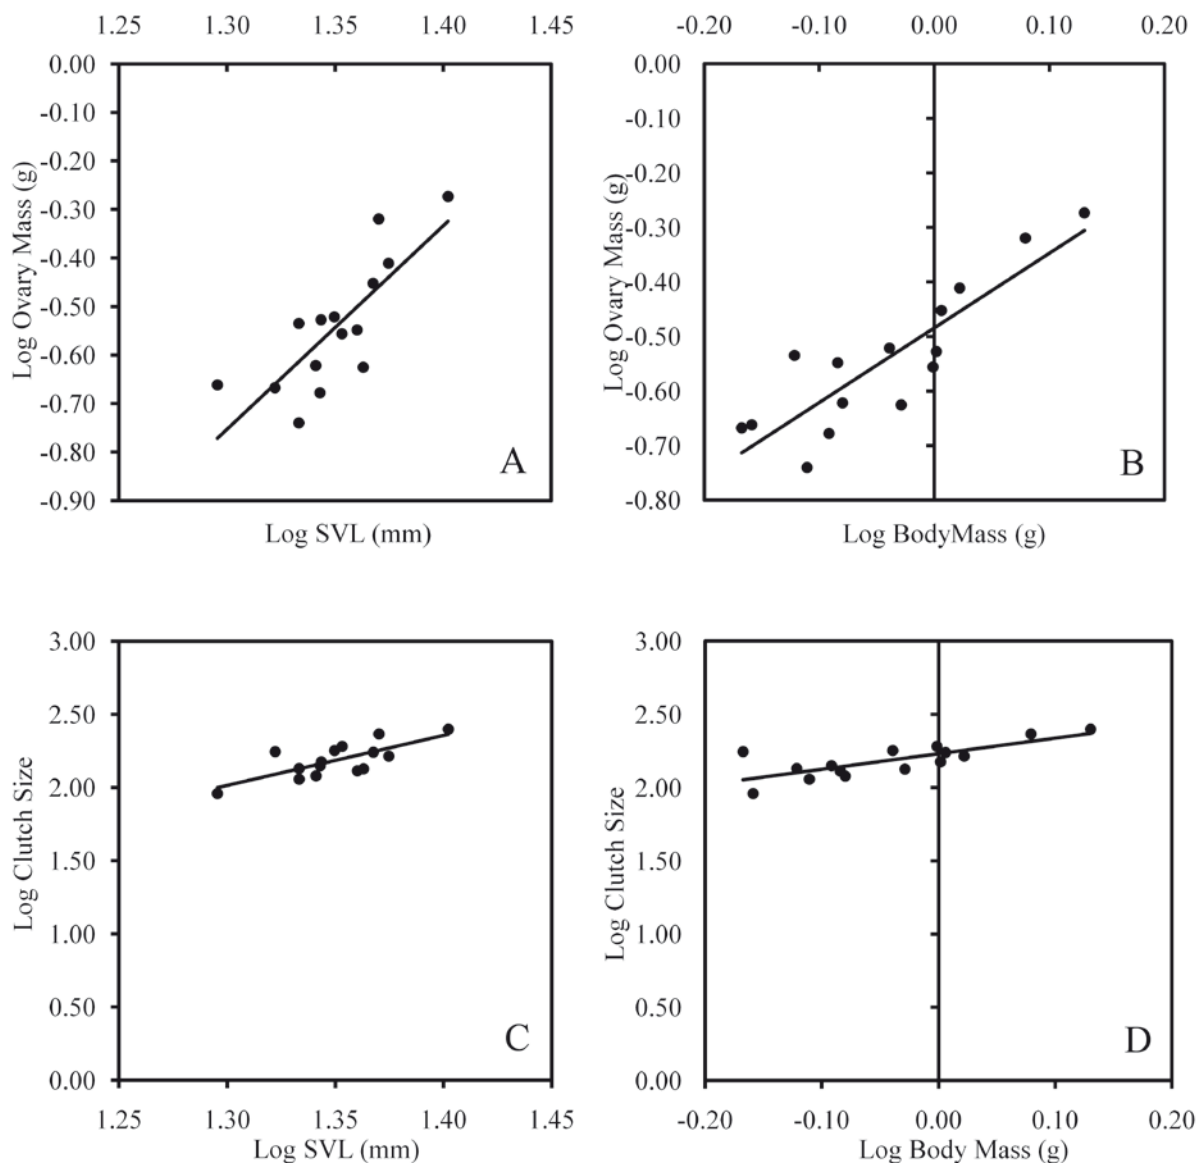 1.25 1.30 1.35 1.40 1.45
0.00
-0.10
-0.20
-0.30
-0.40
-0.50
-0.60
-0.70
-0.80
-0.90
Log Ovary Mass (g)
A
Log SVL (mm)
-0.20 -0.10 0.00 0.10 0.20
0.00
-0.10
-0.20
-0.30
-0.40
-0.50
-0.60
-0.70
-0.80
Log Ovary Mass (g)
B
Log BodyMass (g)
3.00
2.50
2.00
1.50
1.00
0.50
0.00
Log Clutch Size
C
1.25 1.30 1.35 1.40 1.45
Log SVL (mm)
3.00
2.50
2.00
1.50
1.00
0.50
0.00
Log Clutch Size
D
-0.20 -0.10 0.00 0.10 0.20
Log Body Mass (g)